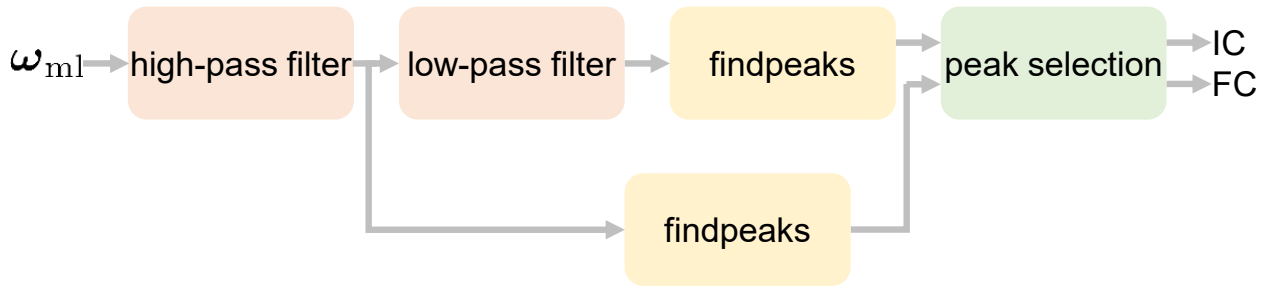 ω_ml
high-pass filter
low-pass filter
findpeaks
peak selection
IC
FC
findpeaks